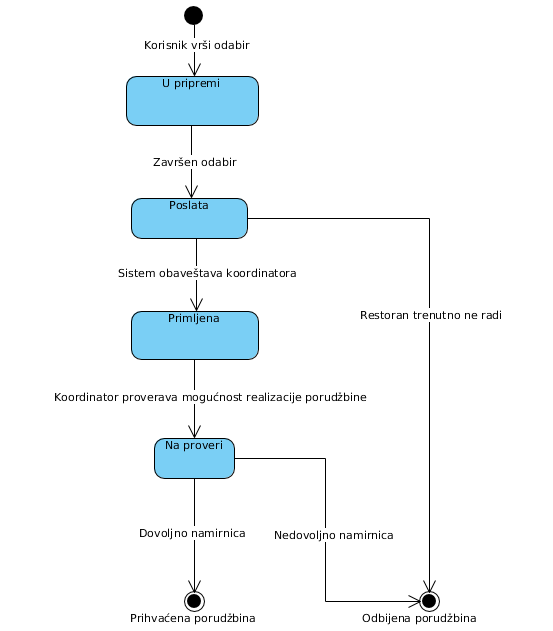 Korisnik vrši odabir
U pripremi
Završen odabir
Poslata
Sistem obaveštava koordinatora
Primljena
Restoran trenutno ne radi
Koordinator proverava mogućnost realizacije porudžbine
Na proveri
Dovoljno namirnica
Nedovoljno namirnica
Prihvaćena porudžbina
Odbijena porudžbina